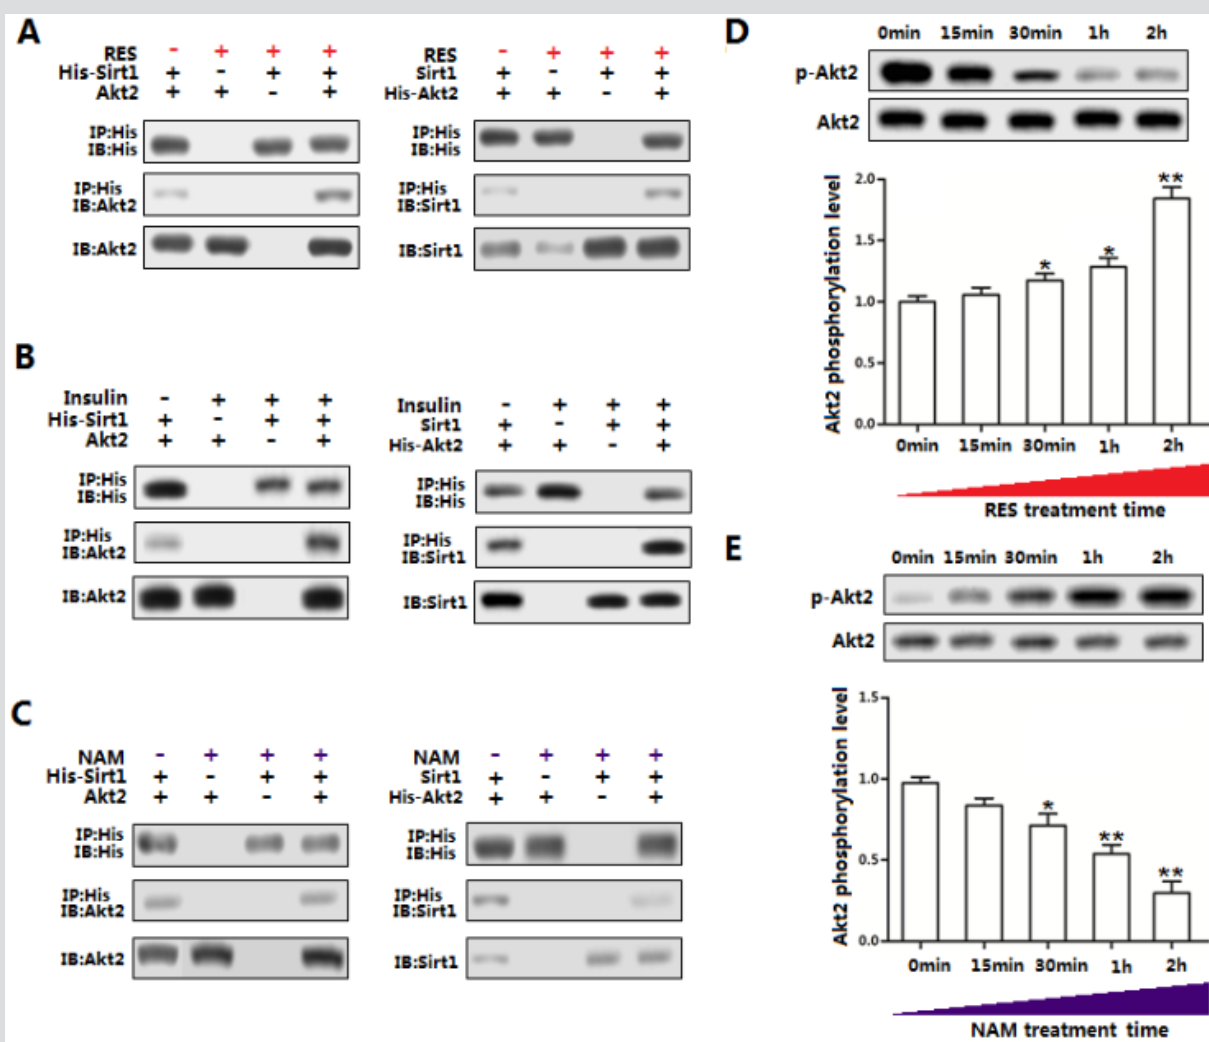 A
RES - + + +
His-Sirt1 + - + +
Akt2 + + - +
IP:His
IB:His
IP:His
IB:Akt2
IB:Akt2
RES - + + +
Sirt1 + - + +
His-Akt2 + + - +
IP:His
IB:His
IP:His
IB:Sirt1
IB:Sirt1
B
Insulin - + + +
His-Sirt1 + - + +
Akt2 + + - +
IP:His
IB:His
IP:His
IB:Akt2
IB:Akt2
Insulin - + + +
Sirt1 + - + +
His-Akt2 + + - +
IP:His
IB:His
IP:His
IB:Sirt1
IB:Sirt1
C
NAM - + + +
His-Sirt1 + - + +
Akt2 + + - +
IP:His
IB:His
IP:His
IB:Akt2
IB:Akt2
NAM - + + +
Sirt1 + - + +
His-Akt2 + + - +
IP:His
IB:His
IP:His
IB:Sirt1
IB:Sirt1
D
0min 15min 30min 1h 2h
p-Akt2
Akt2
Akt2 phosphorylation level
2.0
1.5
1.0
0.5
0.0
* * **
0min 15min 30min 1h 2h
RES treatment time
E
0min 15min 30min 1h 2h
p-Akt2
Akt2
Akt2 phosphorylation level
1.5
1.0
0.5
0.0
* ** **
0min 15min 30min 1h 2h
NAM treatment time